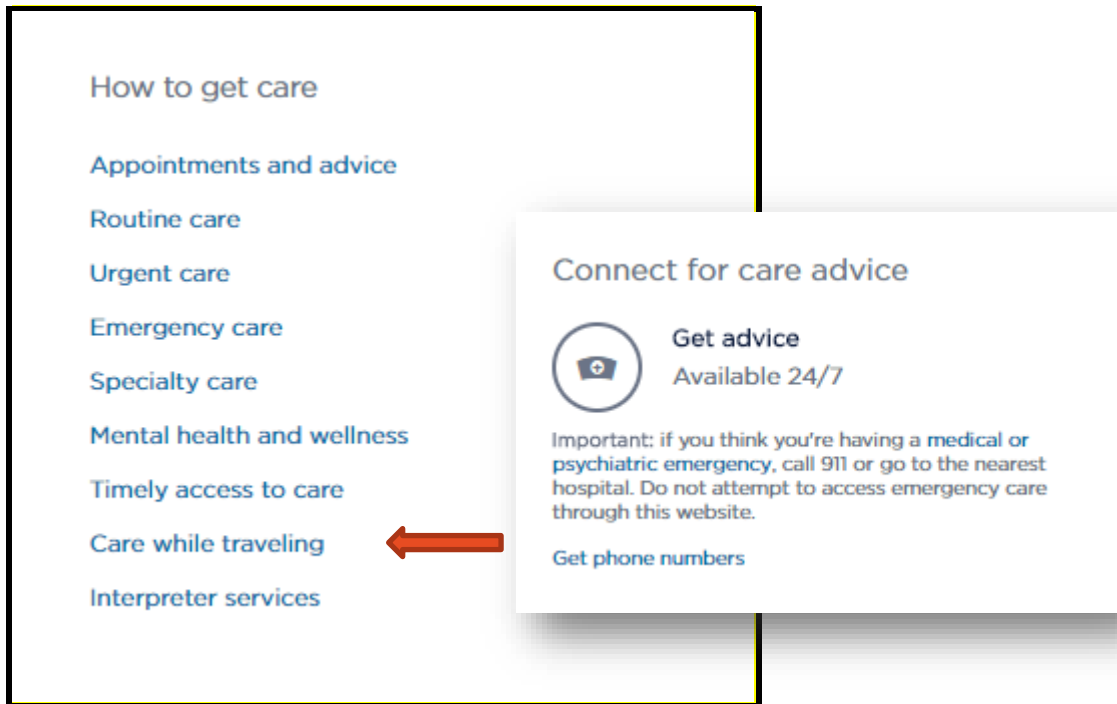 How to get care
Appointments and advice
Routine care
Urgent care
Emergency care
Specialty care
Mental health and wellness
Timely access to care
Care while traveling
Interpreter services
Connect for care advice
Get advice
Available 24/7
Important: if you think you're having a medical or
psychiatric emergency, call 911 or go to the nearest
hospital. Do not attempt to access emergency care
through this website.
Get phone numbers